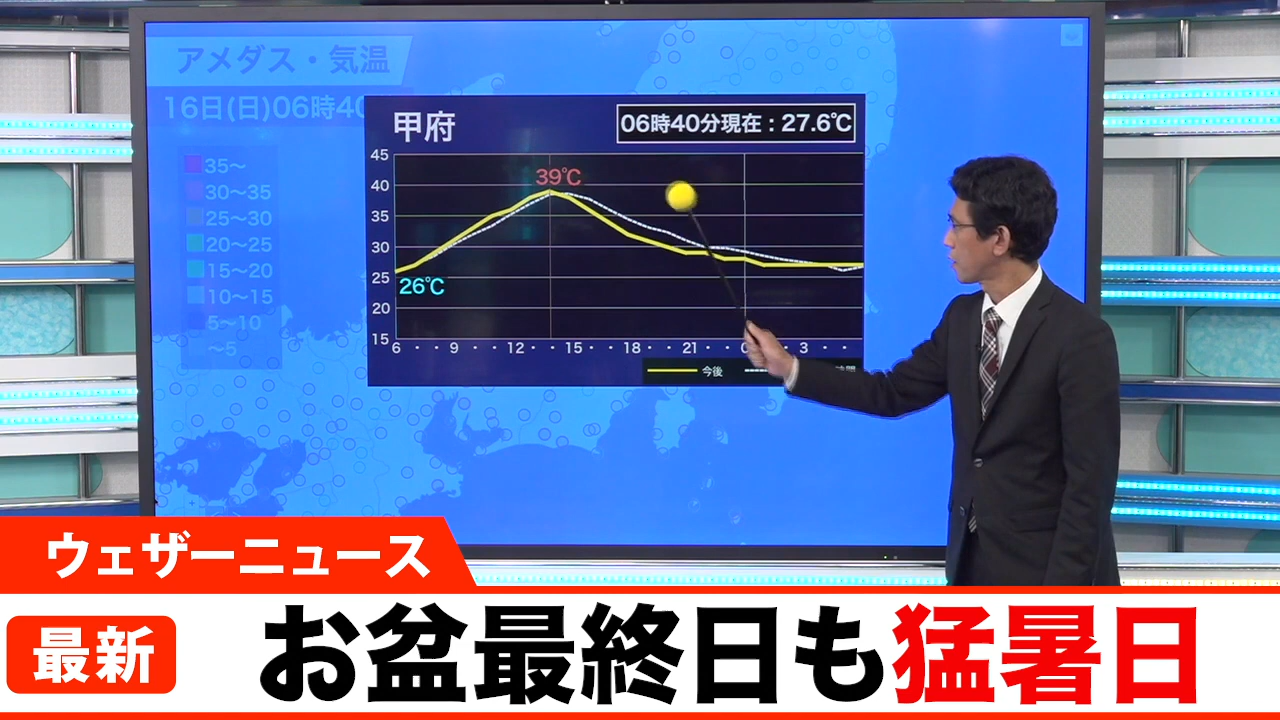 アメダス・気温
16日(日)06時40
35～
30～35
25～30
20～25
15～20
10～15
5～10
～5
甲府
06時40分現在：27.6℃
45
40
35
30
25
20
15
39℃
26℃
6 ・ ・ 9 ・ ・ 12 ・ ・ 15 ・ ・ 18 ・ ・ 21 ・ ・ 0 ・ 3 ・ ・
今後
ウェザーニュース
最新
お盆最終日も猛暑日